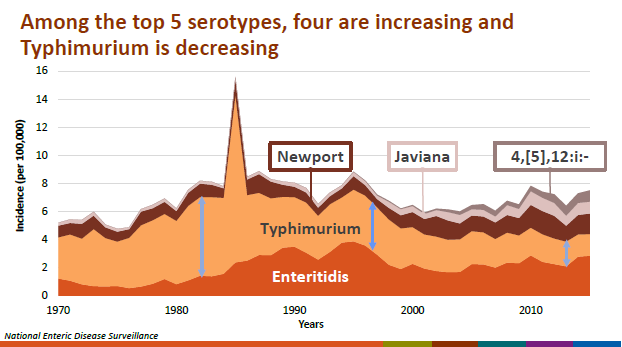 Among the top 5 serotypes, four are increasing and
Typhimurium is decreasing
Incidence (per 100,000)
16
14
12
10
8
6
4
2
0
Newport
Javiana
4,[5],12:i:-
Typhimurium
Enteritidis
1970
1980
1990
2000
2010
Years
National Enteric Disease Surveillance